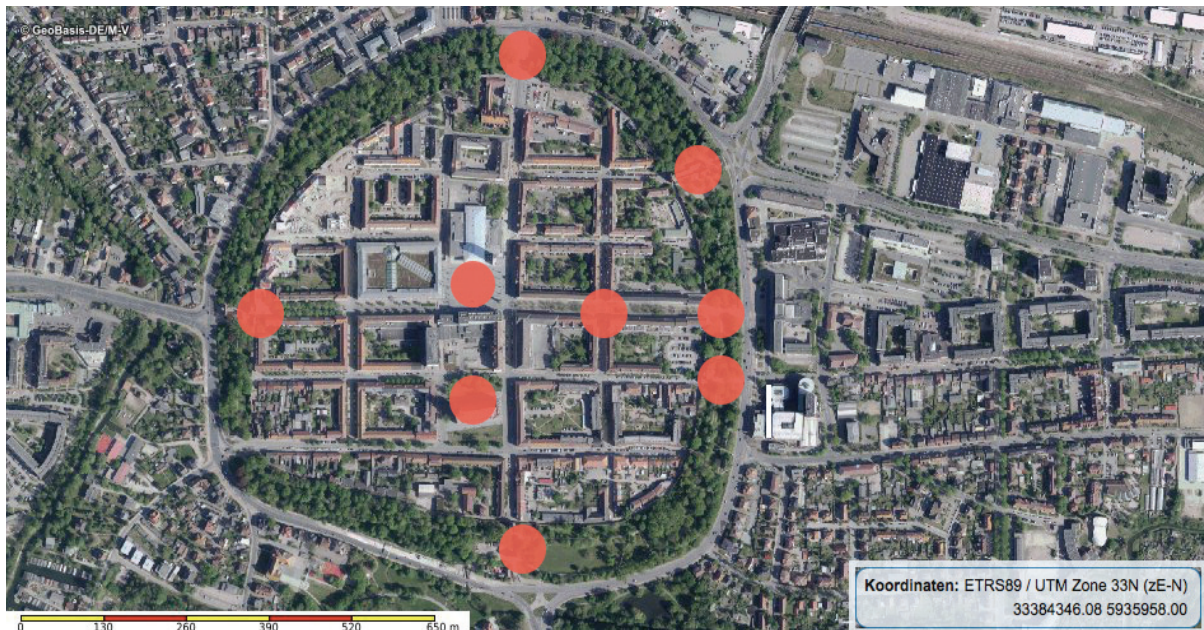 © GeoBasis-DE/M-V
Koordinaten: ETRS89 / UTM Zone 33N (zE-N)
33384346.08 5935958.00
0 130 260 390 520 650 m